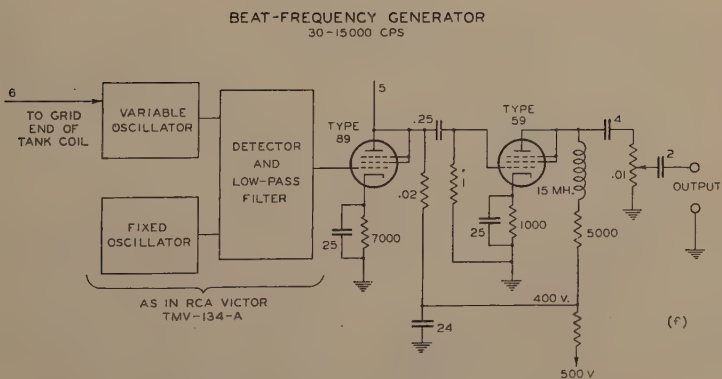 BEAT-FREQUENCY GENERATOR
30-15000 CPS
6
TO GRID
END OF
TANK COIL
VARIABLE
OSCILLATOR
FIXED
OSCILLATOR
DETECTOR
AND
LOW-PASS
FILTER
AS IN RCA VICTOR
TMV-134-A
TYPE
89
5
25
7000
.02
.25
.1
24
TYPE
59
25
1000
15 MH.
5000
400 V.
500 V
4
.01
2
OUTPUT
(f)